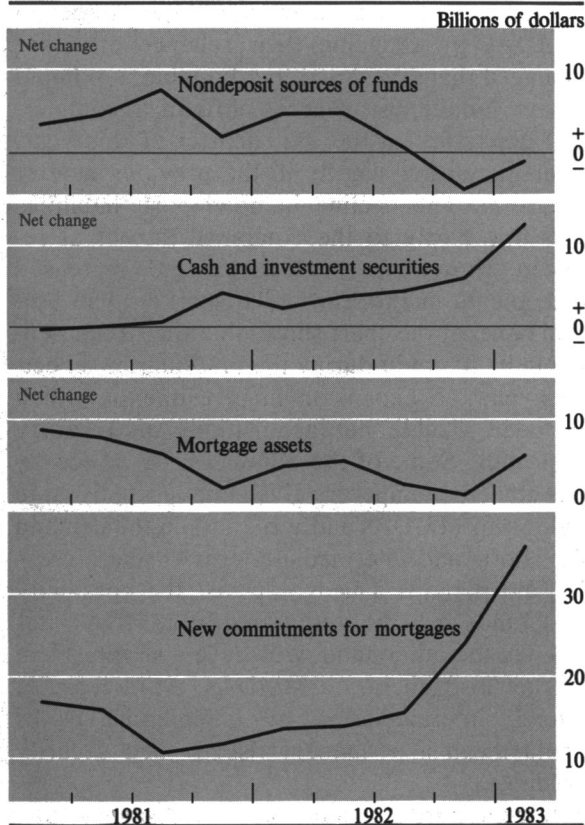 Billions of dollars
Net change
10
Nondeposit sources of funds
+
0
−
Net change
10
Cash and investment securities
+
0
−
Net change
10
Mortgage assets
0
30
New commitments for mortgages
20
10
1981 1982 1983